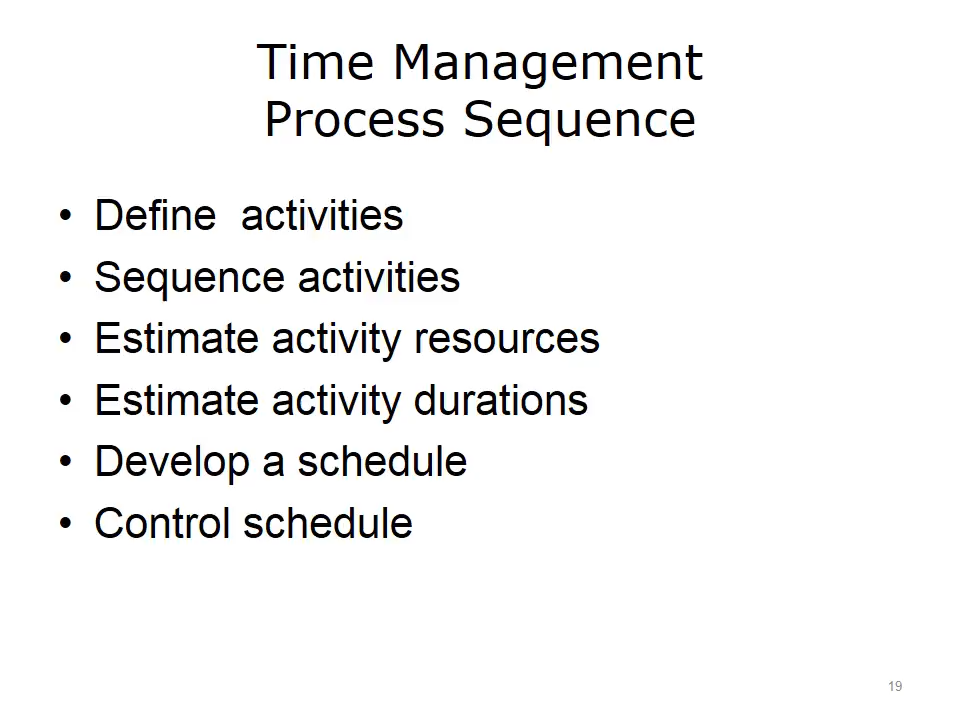 Time Management
Process Sequence
• Define  activities
• Sequence activities
• Estimate activity resources
• Estimate activity durations
• Develop a schedule
• Control schedule
19